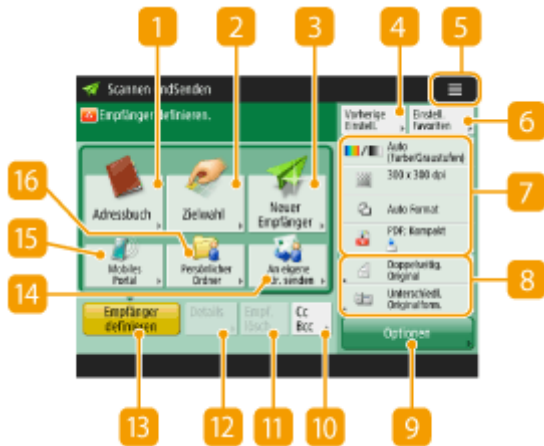 1
2
3
4
5
Scannen undSenden
Empfänger definieren.
Vorherige
Einstell.
Einstell.
Favoriten
6
Auto
(Farbe/Graustufen)
300 x 300 dpi
Auto Format
PDF: Kompakt
7
16
Adressbuch
Zielwahl
Neuer
Empfänger
15
Mobiles
Portal
Persönlicher
Ordner
An eigene
Adr. senden
14
Doppelseitig.
Original
Unterschiedl.
Originalform.
8
Empfänger
definieren
Details
Empf.
lösch.
Cc
Bcc
Optionen
13
12
11
10
9